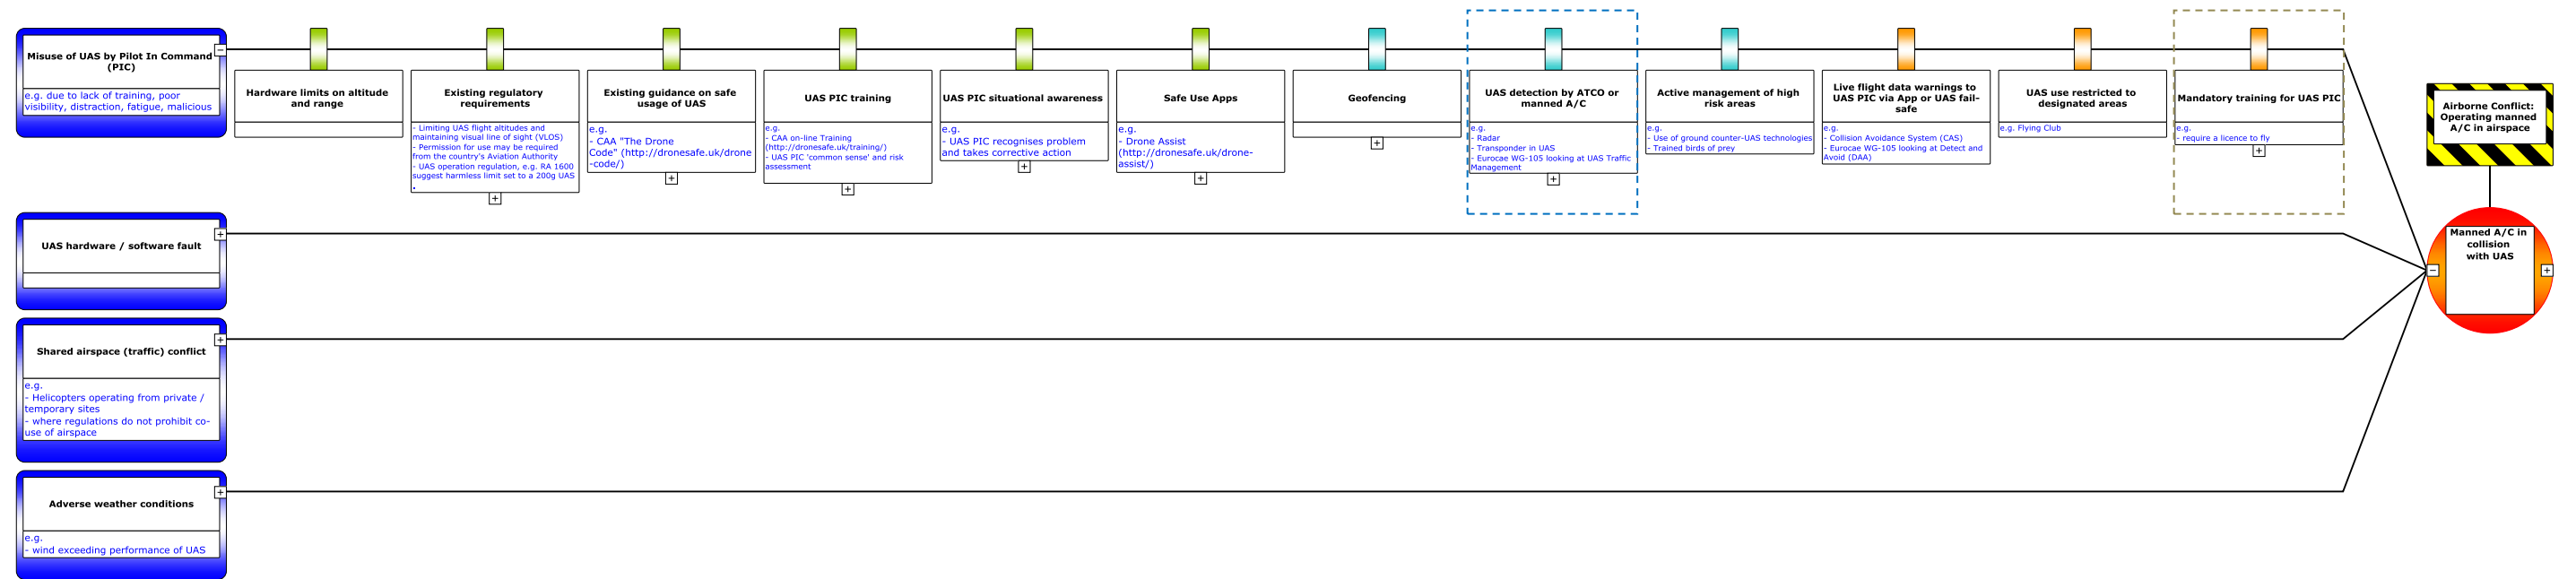 Misuse of UAS by Pilot In Command
(PIC)
e.g. due to lack of training, poor
visibility, distraction, fatigue, malicious
Hardware limits on altitude
and range
Existing regulatory
requirements
- Limiting UAS flight altitudes and
maintaining visual line of sight (VLOS)
- Permission for use may be required
from the country's Aviation Authority
- UAS operation regulation, e.g. RA 1600
suggest harmless limit set to a 200g UAS
.
Existing guidance on safe
usage of UAS
e.g.
- CAA "The Drone
Code" (http://dronesafe.uk/drone
-code/)
UAS PIC training
e.g.
- CAA on-line Training
(http://dronesafe.uk/training/)
- UAS PIC 'common sense' and risk
assessment
UAS PIC situational awareness
e.g.
- UAS PIC recognises problem
and takes corrective action
Safe Use Apps
e.g.
- Drone Assist
(http://dronesafe.uk/drone-
assist/)
Geofencing
UAS detection by ATCO or
manned A/C
e.g.
- Radar
- Transponder in UAS
- Eurocae WG-105 looking at UAS Traffic
Management
Active management of high
risk areas
e.g.
- Use of ground counter-UAS technologies
- Trained birds of prey
Live flight data warnings to
UAS PIC via App or UAS fail-
safe
e.g.
- Collision Avoidance System (CAS)
- Eurocae WG-105 looking at Detect and
Avoid (DAA)
UAS use restricted to
designated areas
e.g. Flying Club
Mandatory training for UAS PIC
e.g.
- require a licence to fly
Airborne Conflict:
Operating manned
A/C in airspace
Manned A/C in
collision
with UAS
UAS hardware / software fault
Shared airspace (traffic) conflict
e.g.
- Helicopters operating from private /
temporary sites
- where regulations do not prohibit co-
use of airspace
Adverse weather conditions
e.g.
- wind exceeding performance of UAS